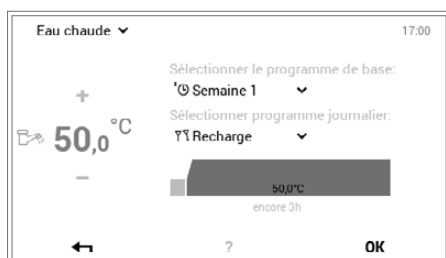 Eau chaude
17:00
Sélectionner le programme de base:
Semaine 1
Sélectionner programme journalier:
Recharge
+
50,0°C
−
50,0°C
encore 3h
?
OK